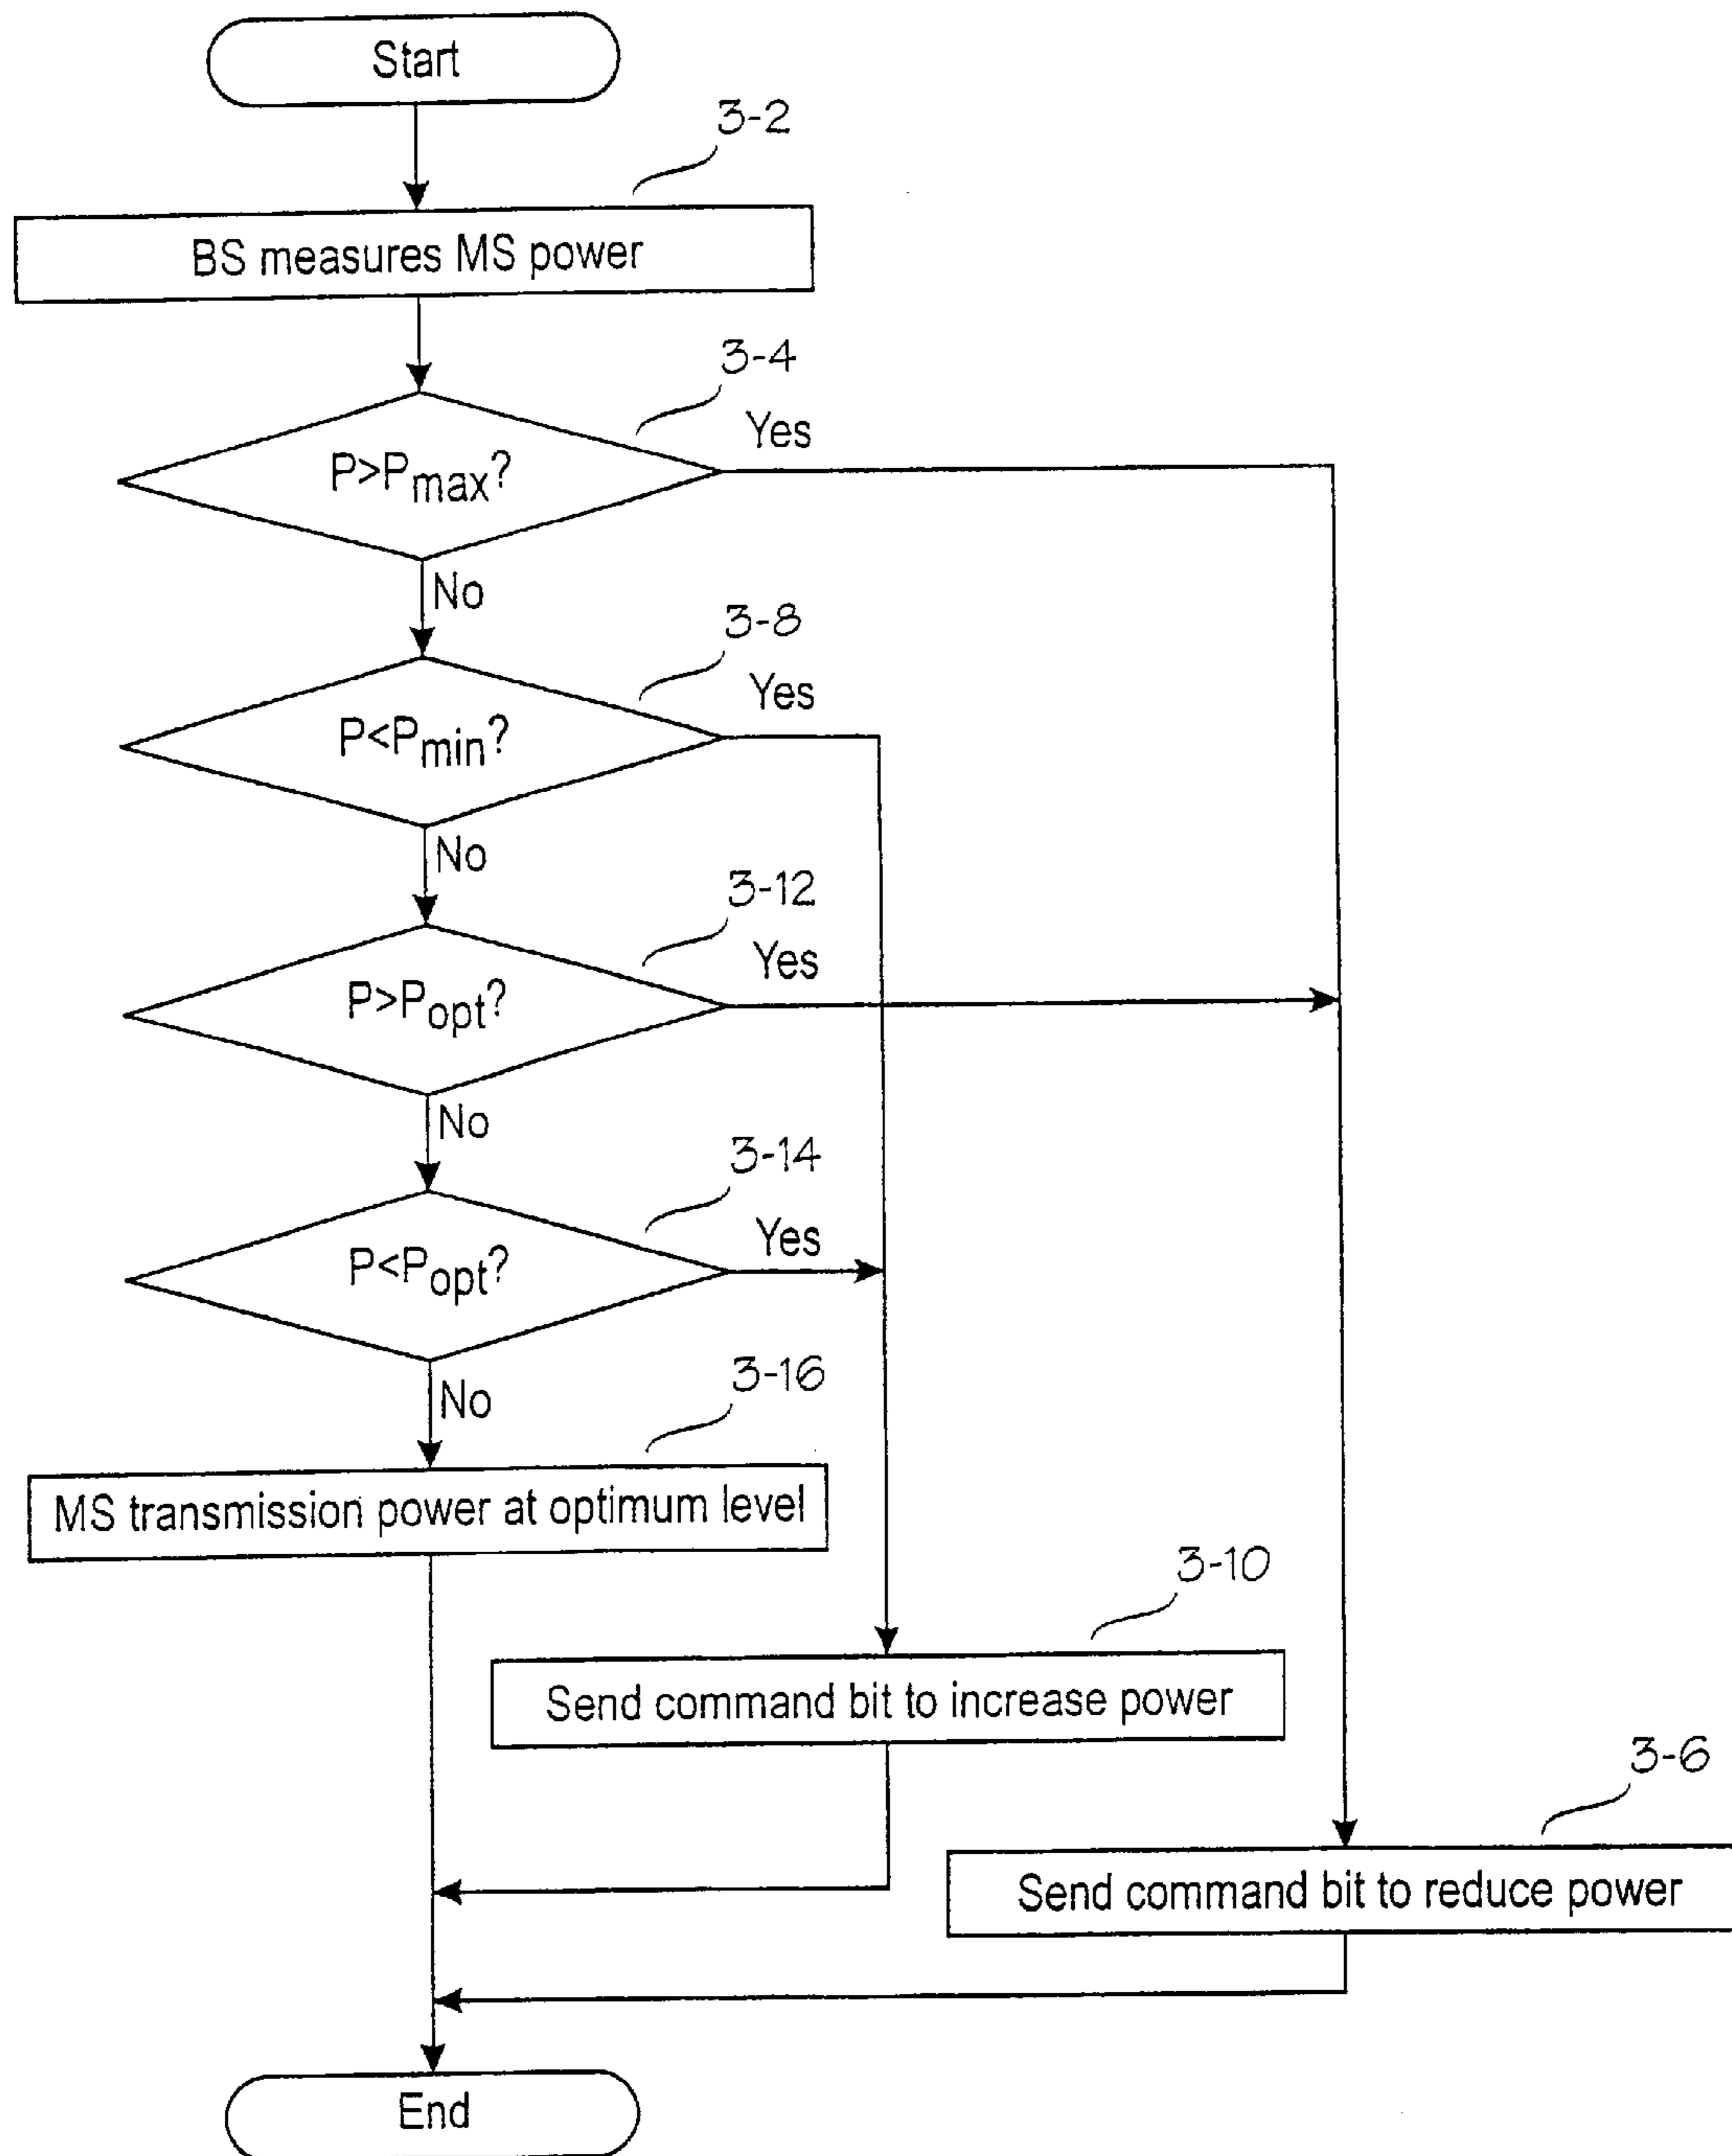 Start
3-2
BS measures MS power
3-4
P>Pmax?
Yes
No
3-8
P<Pmin?
Yes
No
3-12
P>Popt?
Yes
No
3-14
P<Popt?
Yes
No
3-16
MS transmission power at optimum level
3-10
Send command bit to increase power
3-6
Send command bit to reduce power
End